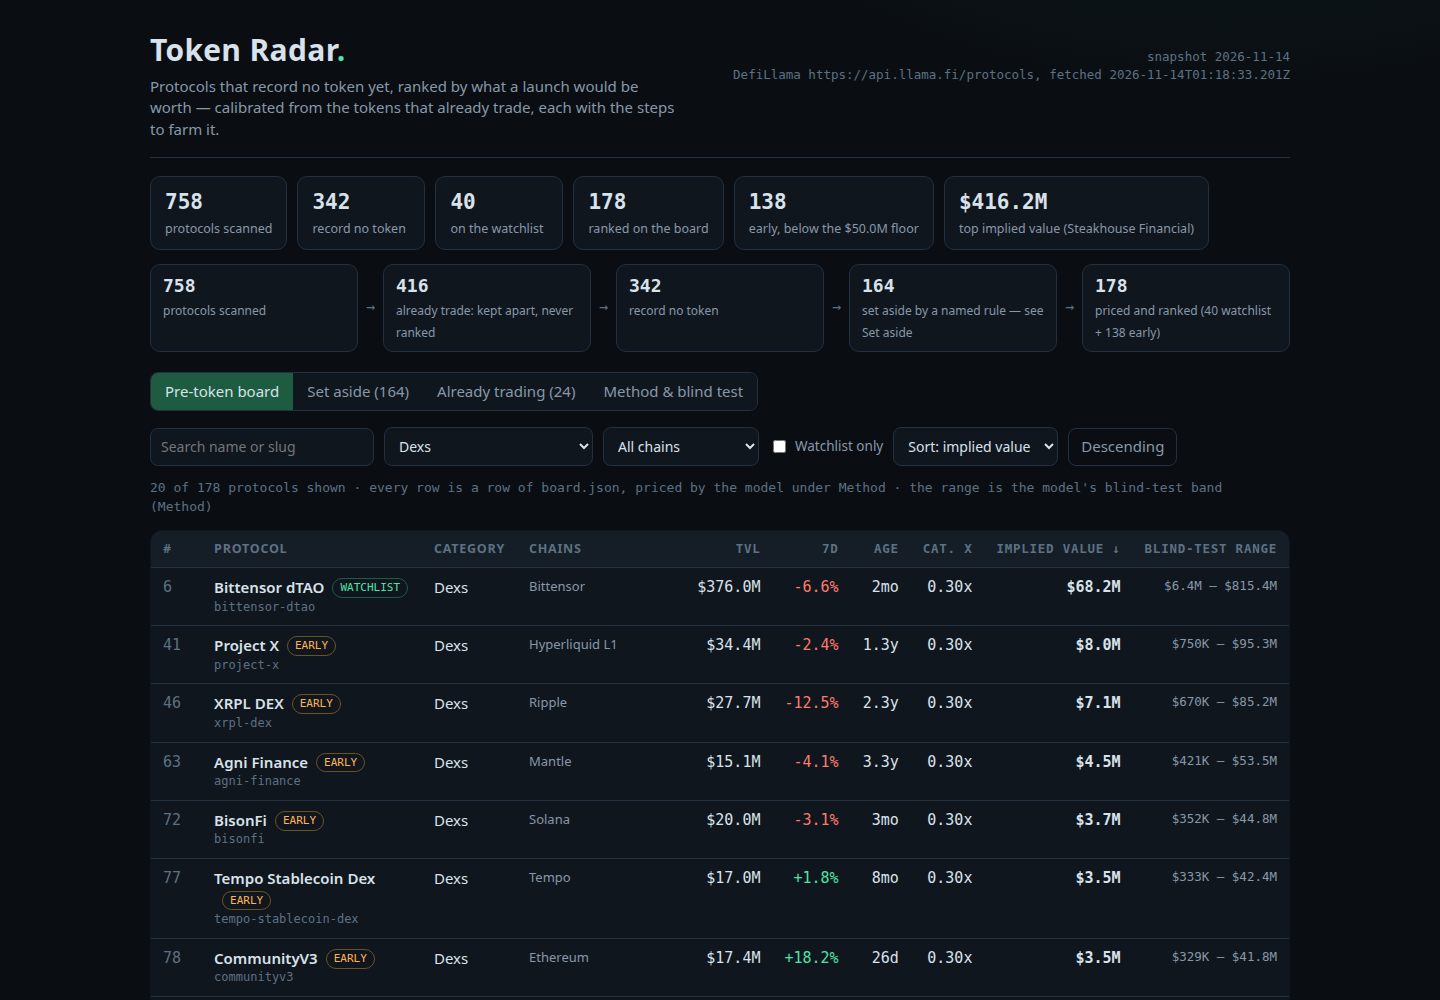 Token Radar.
Protocols that record no token yet, ranked by what a launch would be
worth — calibrated from the tokens that already trade, each with the steps
to farm it.
snapshot 2026-11-14
DefiLlama https://api.llama.fi/protocols, fetched 2026-11-14T01:18:33.201Z
758
protocols scanned
342
record no token
40
on the watchlist
178
ranked on the board
138
early, below the $50.0M floor
$416.2M
top implied value (Steakhouse Financial)
758
protocols scanned
→
416
already trade: kept apart, never
ranked
→
342
record no token
→
164
set aside by a named rule — see
Set aside
→
178
priced and ranked (40 watchlist
+ 138 early)
Pre-token board Set aside (164) Already trading (24) Method & blind test
Search name or slug Dexs All chains Watchlist only Sort: implied value Descending
20 of 178 protocols shown · every row is a row of board.json, priced by the model under Method · the range is the model's blind-test band
(Method)
# PROTOCOL CATEGORY CHAINS TVL 7D AGE CAT. X IMPLIED VALUE ↓ BLIND-TEST RANGE
6 Bittensor dTAO WATCHLIST Dexs Bittensor $376.0M -6.6% 2mo 0.30x $68.2M $6.4M — $815.4M
bittensor-dtao
41 Project X EARLY Dexs Hyperliquid L1 $34.4M -2.4% 1.3y 0.30x $8.0M $750K — $95.3M
project-x
46 XRPL DEX EARLY Dexs Ripple $27.7M -12.5% 2.3y 0.30x $7.1M $670K — $85.2M
xrpl-dex
63 Agni Finance EARLY Dexs Mantle $15.1M -4.1% 3.3y 0.30x $4.5M $421K — $53.5M
agni-finance
72 BisonFi EARLY Dexs Solana $20.0M -3.1% 3mo 0.30x $3.7M $352K — $44.8M
bisonfi
77 Tempo Stablecoin Dex Dexs Tempo $17.0M +1.8% 8mo 0.30x $3.5M $333K — $42.4M
EARLY
tempo-stablecoin-dex
78 CommunityV3 EARLY Dexs Ethereum $17.4M +18.2% 26d 0.30x $3.5M $329K — $41.8M
communityv3